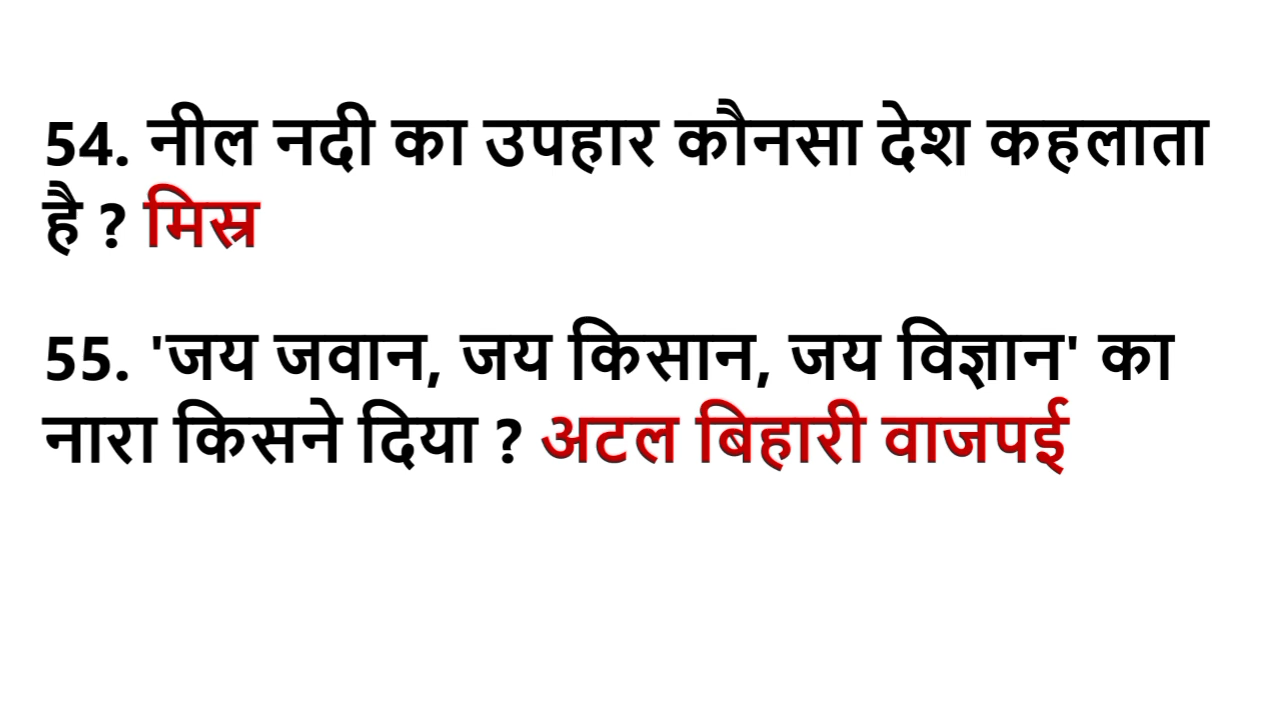 54. नील नदी का उपहार कौनसा देश कहलाता
है ? मिस्र
55. 'जय जवान, जय किसान, जय विज्ञान' का
नारा किसने दिया ? अटल बिहारी वाजपई